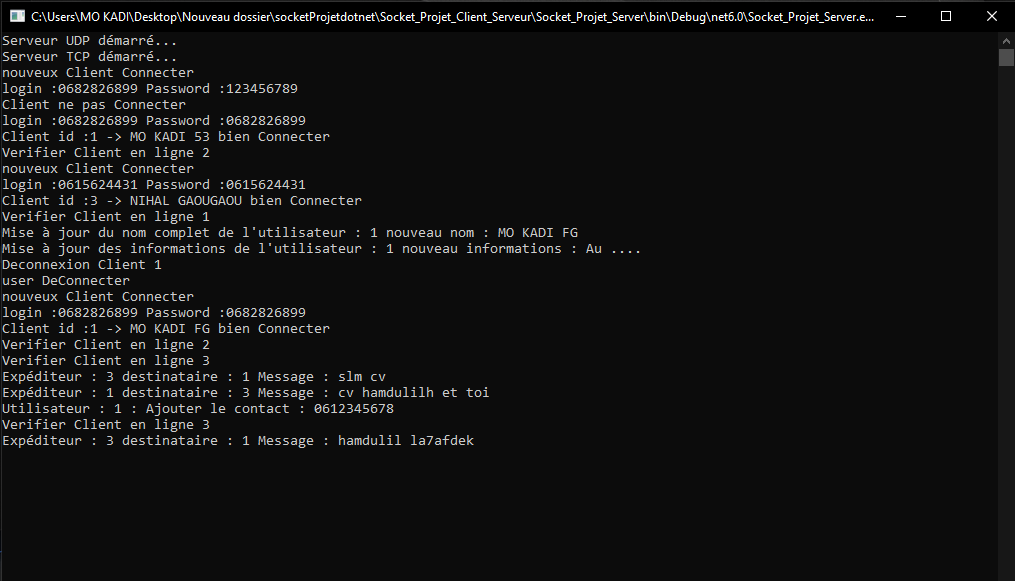 C:\Users\MO KADI\Desktop\Nouveau dossier\socketProjetdotnet\Socket_Projet_Client_Serveur\Socket_Projet_Server\bin\Debug\net6.0\Socket_Projet_Server.e...
Serveur UDP démarré...
Serveur TCP démarré...
nouveux Client Connecter
login :0682826899 Password :123456789
Client ne pas Connecter
login :0682826899 Password :0682826899
Client id :1 -> MO KADI 53 bien Connecter
Verifier Client en ligne 2
nouveux Client Connecter
login :0615624431 Password :0615624431
Client id :3 -> NIHAL GAOUGAOU bien Connecter
Verifier Client en ligne 1
Mise à jour du nom complet de l'utilisateur : 1 nouveau nom : MO KADI FG
Mise à jour des informations de l'utilisateur : 1 nouveau informations : Au ....
Deconnexion Client 1
user DeConnecter
nouveux Client Connecter
login :0682826899 Password :0682826899
Client id :1 -> MO KADI FG bien Connecter
Verifier Client en ligne 2
Verifier Client en ligne 3
Expéditeur : 3 destinataire : 1 Message : slm cv
Expéditeur : 1 destinataire : 3 Message : cv hamdulilh et toi
Utilisateur : 1 : Ajouter le contact : 0612345678
Verifier Client en ligne 3
Expéditeur : 3 destinataire : 1 Message : hamdulil la7afdek